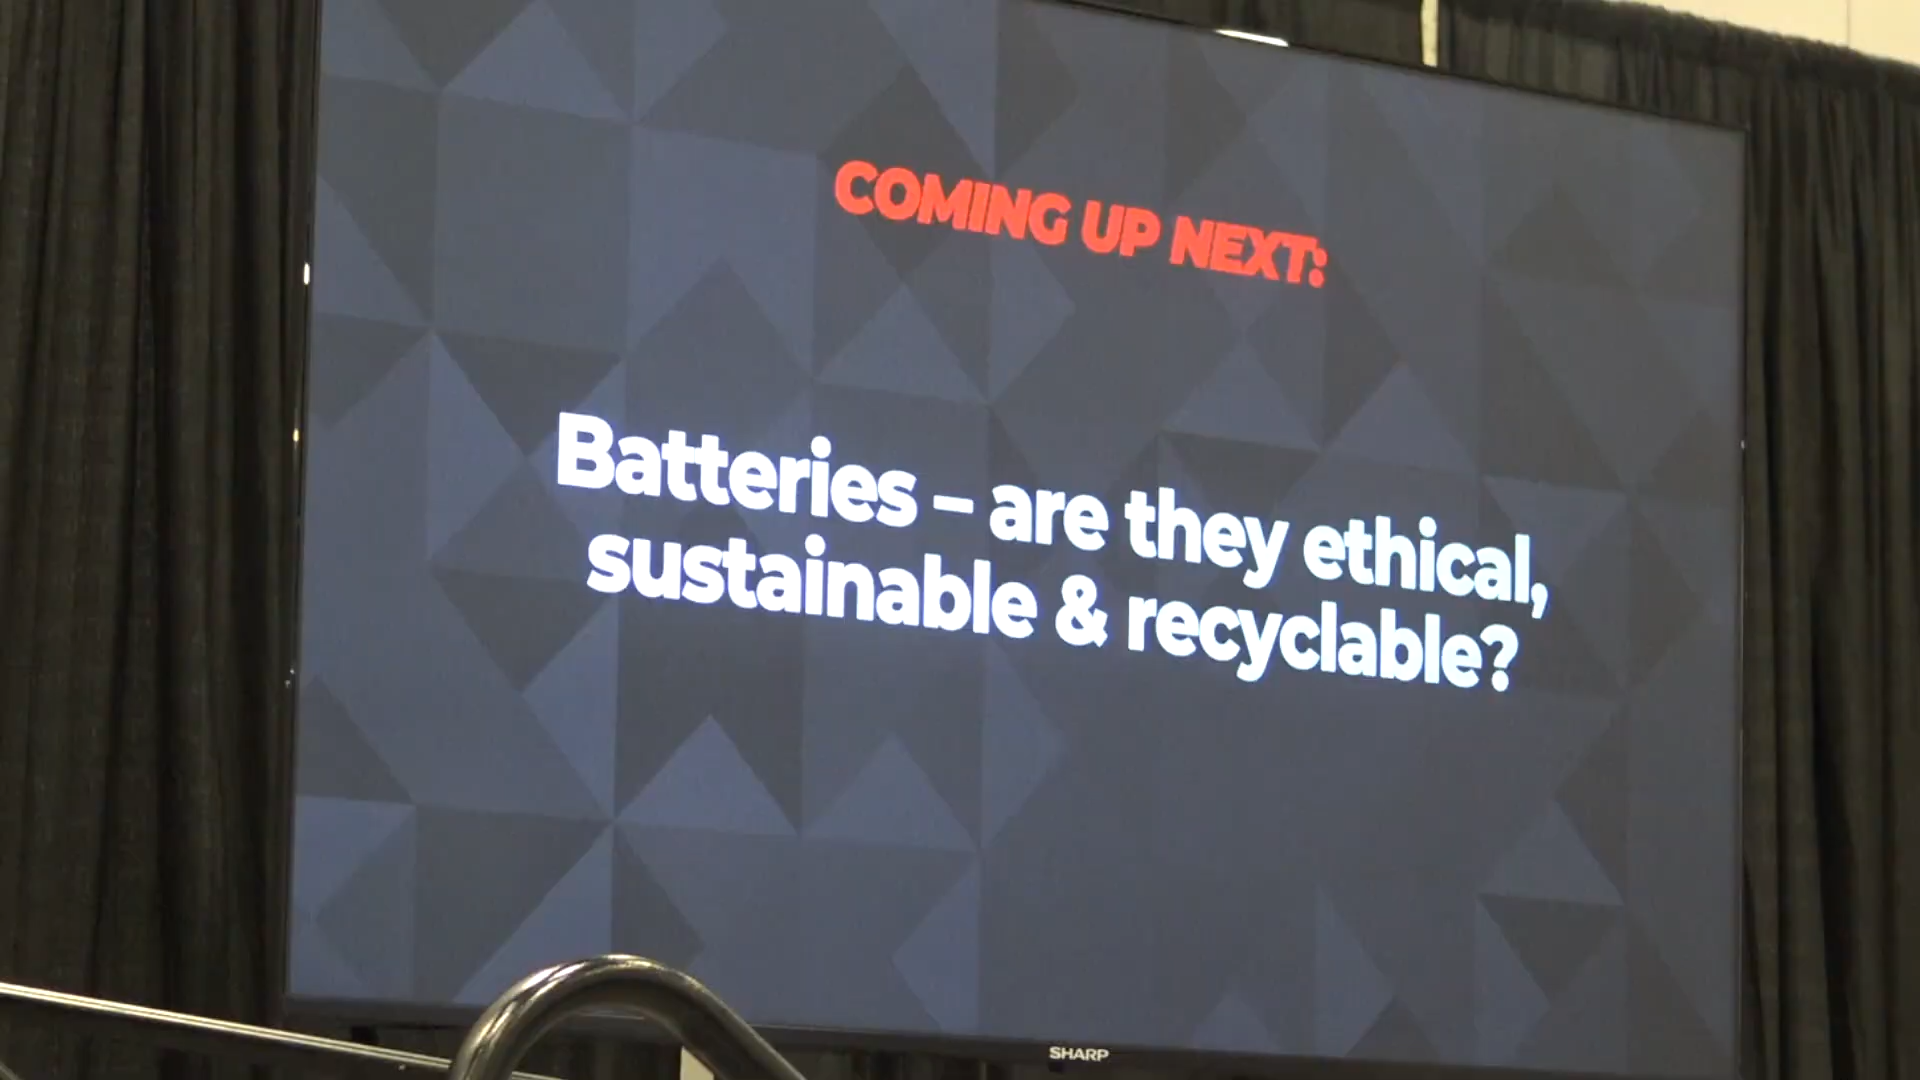 COMING UP NEXT:
Batteries – are they ethical,
sustainable & recyclable?
SHARP